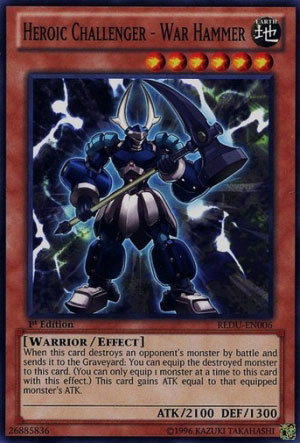 HEROIC CHALLENGER - WAR HAMMER
EARTH
地
REDU-EN006
1st Edition
[WARRIOR / EFFECT]
When this card destroys an opponent's monster by battle and
sends it to the Graveyard: You can equip the destroyed monster
to this card. (You can only equip 1 monster at a time to this card
with this effect.) This card gains ATK equal to that equipped
monster's ATK.
ATK/2100 DEF/1300
26885836
©1996 KAZUKI TAKAHASHI